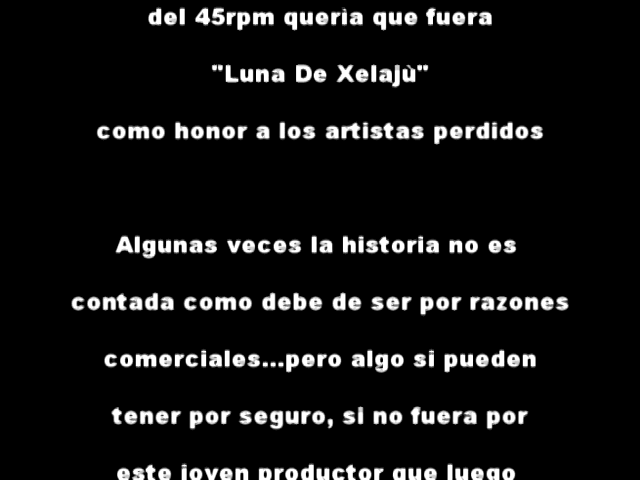 del 45rpm querìa que fuera
"Luna De Xelajù"
como honor a los artistas perdidos
Algunas veces la historia no es
contada como debe de ser por razones
comerciales...pero algo si pueden
tener por seguro, si no fuera por
este joven productor que luego